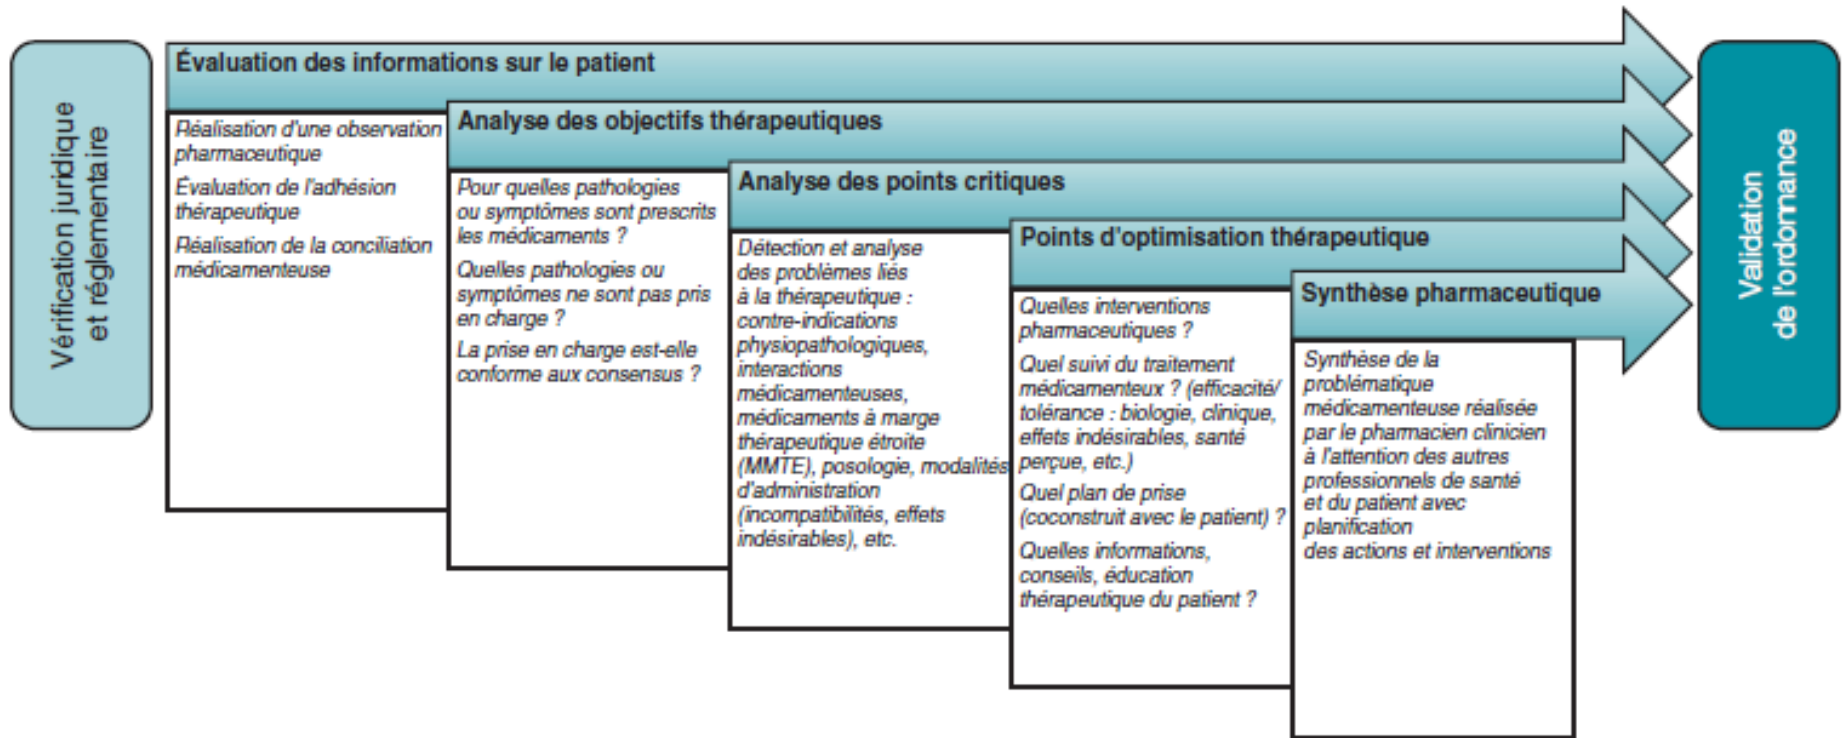 Vérification juridique
et réglementaire
Évaluation des informations sur le patient
Réalisation d'une observation
pharmaceutique
Évaluation de l'adhésion
thérapeutique
Réalisation de la conciliation
médicamenteuse
Analyse des objectifs thérapeutiques
Pour quelles pathologies
ou symptômes sont prescrits
les médicaments ?
Quelles pathologies ou
symptômes ne sont pas pris
en charge ?
La prise en charge est-elle
conforme aux consensus ?
Analyse des points critiques
Détection et analyse
des problèmes liés
à la thérapeutique :
contre-indications
physiopathologiques,
interactions
médicamenteuses,
médicaments à marge
thérapeutique étroite
(MMTE), posologie, modalités
d'administration
(incompatibilités, effets
indésirables), etc.
Points d'optimisation thérapeutique
Quelles interventions
pharmaceutiques ?
Quel suivi du traitement
médicamenteux ? (efficacité/
tolérance : biologie, clinique,
effets indésirables, santé
perçue, etc.)
Quel plan de prise
(coconstruit avec le patient) ?
Quelles informations,
conseils, éducation
thérapeutique du patient ?
Synthèse pharmaceutique
Synthèse de la
problématique
médicamenteuse réalisée
par le pharmacien clinicien
à l'attention des autres
professionnels de santé
et du patient avec
planification
des actions et interventions
Validation
de l'ordonnance